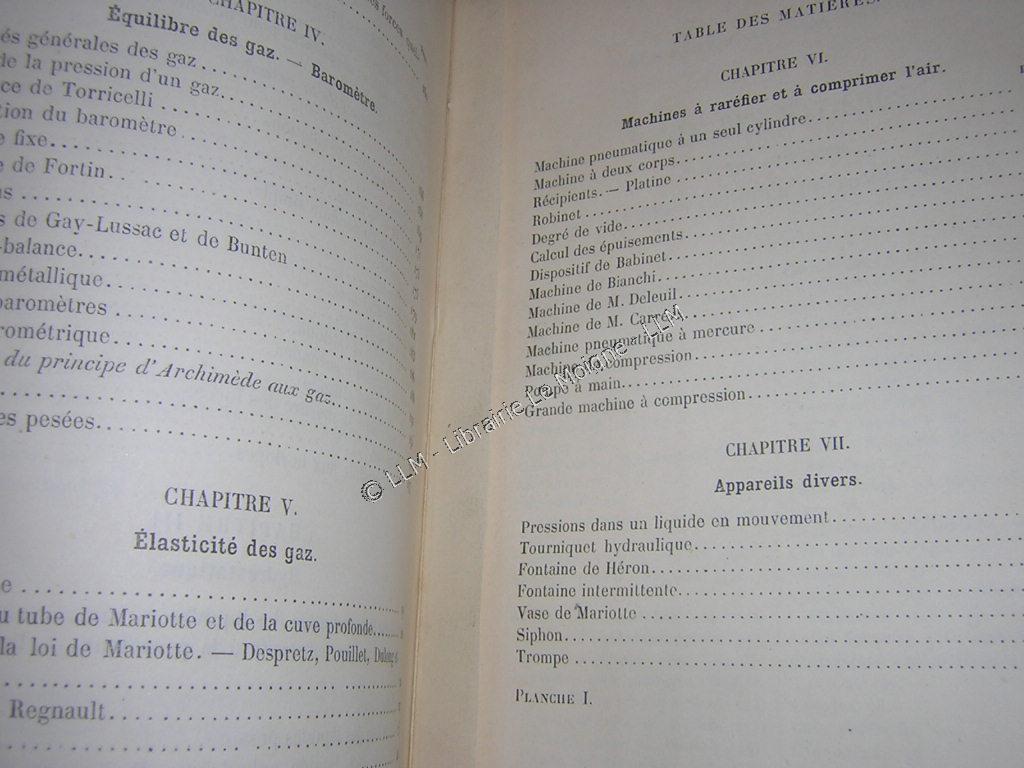 CHAPITRE IV.
Équilibre des gaz. — Baromètre.
générales des gaz
de la pression d'un gaz
de Torricelli
du baromètre
fixe
de Fortin
de Gay-Lussac et de Bunten
balance
métallique
baromètres
du principe d'Archimède aux gaz
pesées
CHAPITRE V.
Élasticité des gaz.
tube de Mariotte et de la cuve profonde
la loi de Mariotte. — Despretz, Pouillet,
Regnault
TABLE DES MATIÈRES.
CHAPITRE VI.
Machines à raréfier et à comprimer l'air.
Machine pneumatique à un seul cylindre
Machine à deux corps
Récipients. — Platine
Robinet
Degré de vide
Calcul des épuisements
Dispositif de Babinet
Machine de Bianchi
Machine de M. Deleuil
Machine de M. Carré
Machine pneumatique à mercure
Machine de compression
Pompe à main
Grande machine à compression
CHAPITRE VII.
Appareils divers.
Pressions dans un liquide en mouvement
Tourniquet hydraulique
Fontaine de Héron
Fontaine intermittente
Vase de Mariotte
Siphon
Trompe
PLANCHE I.
© LLM - Librairie Le Moigne - LLM